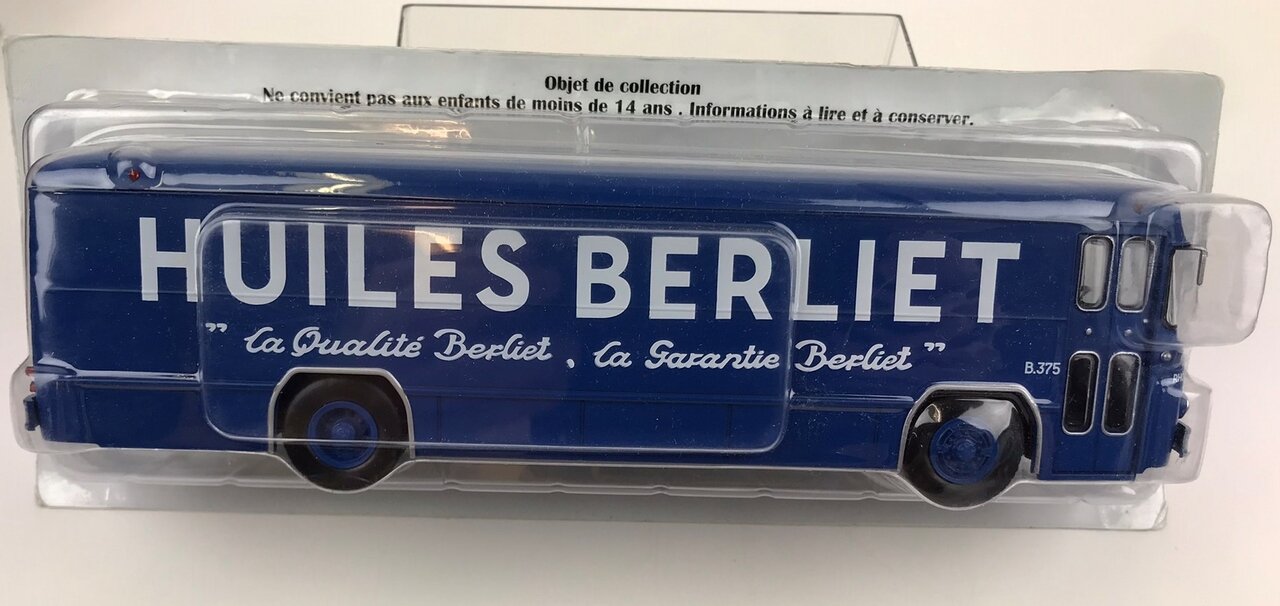 Objet de collection
Ne convient pas aux enfants de moins de 14 ans . Informations à lire et à conserver.
HUILES BERLIET
" la Qualité Berliet , la Garantie Berliet "
B.375